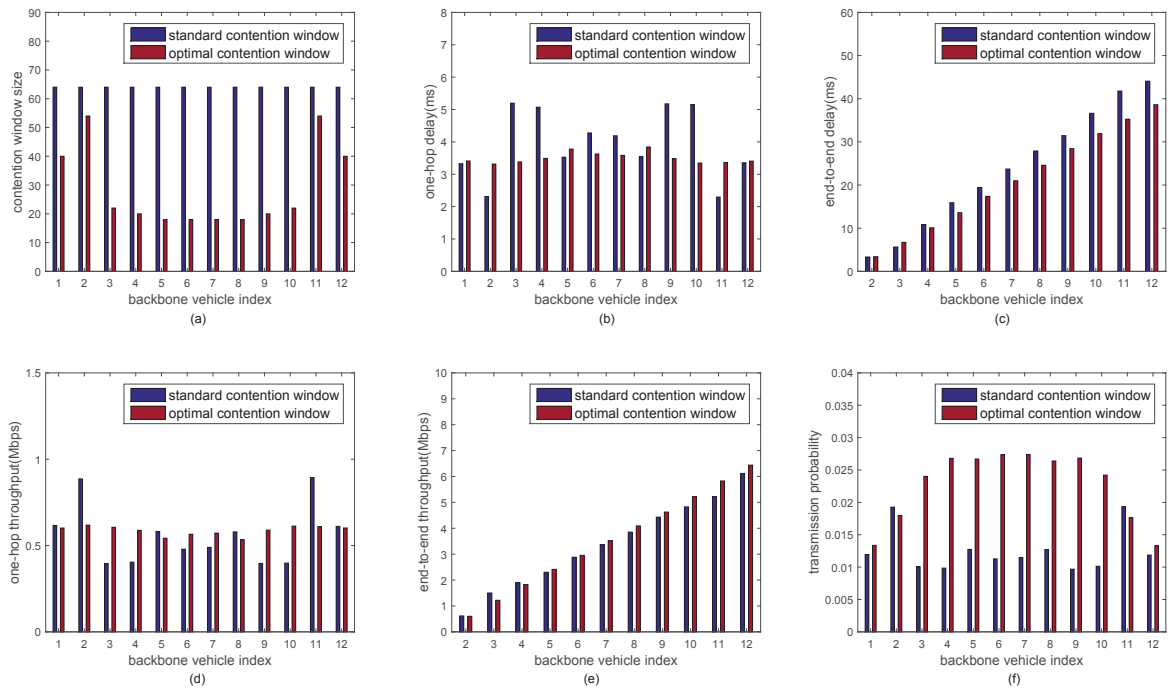 90
80
70
60
50
40
30
20
10
0
contention window size
standard contention window
optimal contention window
1 2 3 4 5 6 7 8 9 10 11 12
backbone vehicle index
(a)
8
7
6
5
4
3
2
1
0
one-hop delay(ms)
standard contention window
optimal contention window
1 2 3 4 5 6 7 8 9 10 11 12
backbone vehicle index
(b)
60
50
40
30
20
10
0
end-to-end delay(ms)
standard contention window
optimal contention window
2 3 4 5 6 7 8 9 10 11 12
backbone vehicle index
(c)
1.5
1
0.5
0
one-hop throughput(Mbps)
standard contention window
optimal contention window
1 2 3 4 5 6 7 8 9 10 11 12
backbone vehicle index
(d)
10
9
8
7
6
5
4
3
2
1
0
end-to-end throughput(Mbps)
standard contention window
optimal contention window
2 3 4 5 6 7 8 9 10 11 12
backbone vehicle index
(e)
0.04
0.035
0.03
0.025
0.02
0.015
0.01
0.005
0
transmission probability
standard contention window
optimal contention window
1 2 3 4 5 6 7 8 9 10 11 12
backbone vehicle index
(f)